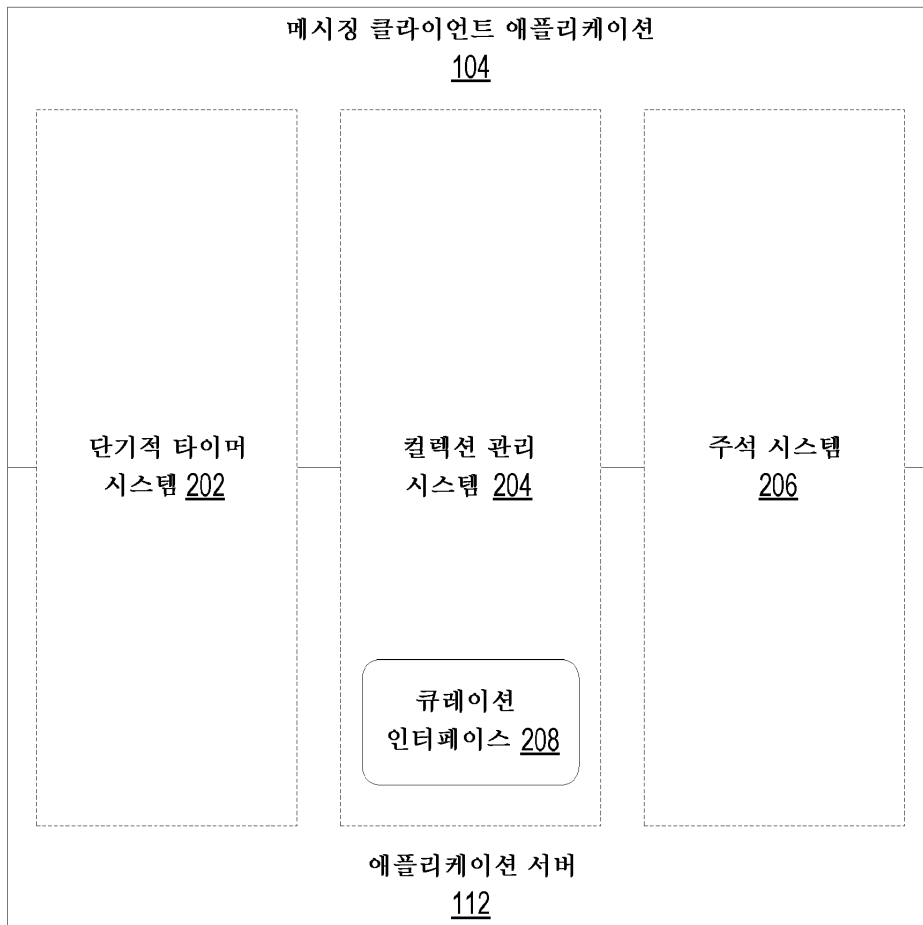 메시징 클라이언트 애플리케이션
104
단기적 타이머
시스템 202
컬렉션 관리
시스템 204
주석 시스템
206
큐레이션
인터페이스 208
애플리케이션 서버
112